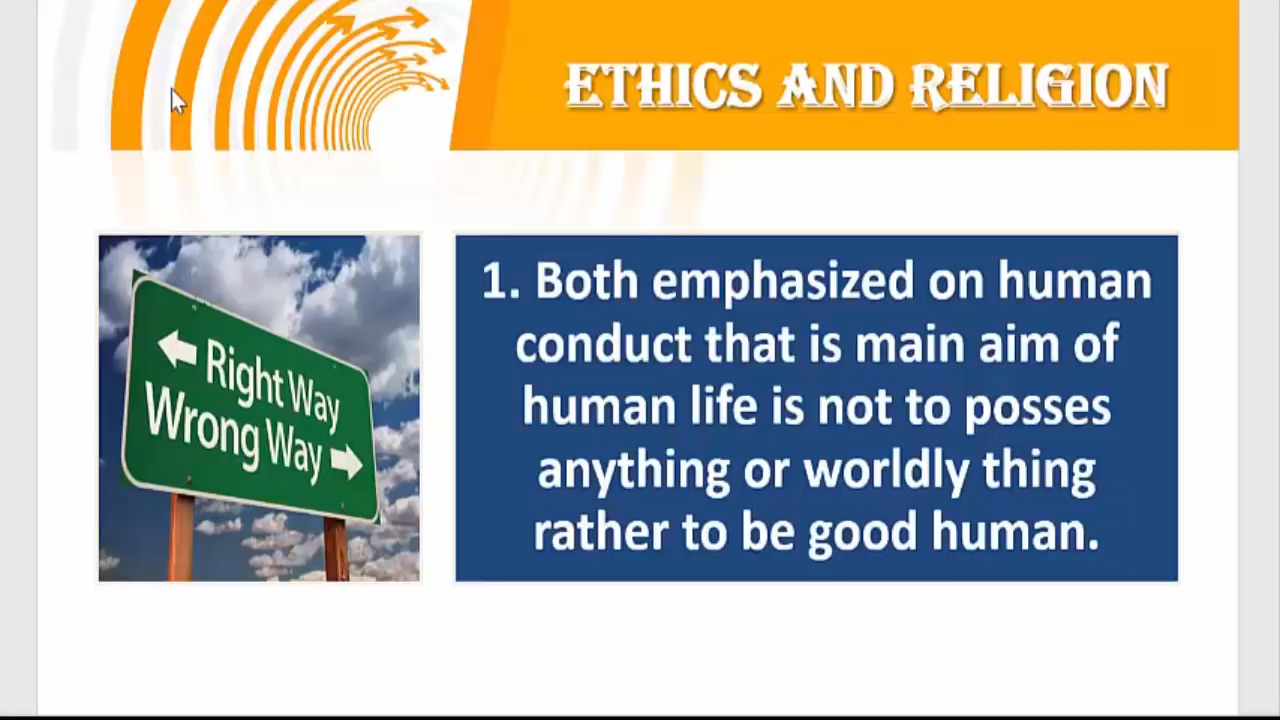 ETHICS AND RELIGION
Right Way
Wrong Way
1. Both emphasized on human
conduct that is main aim of
human life is not to posses
anything or worldly thing
rather to be good human.